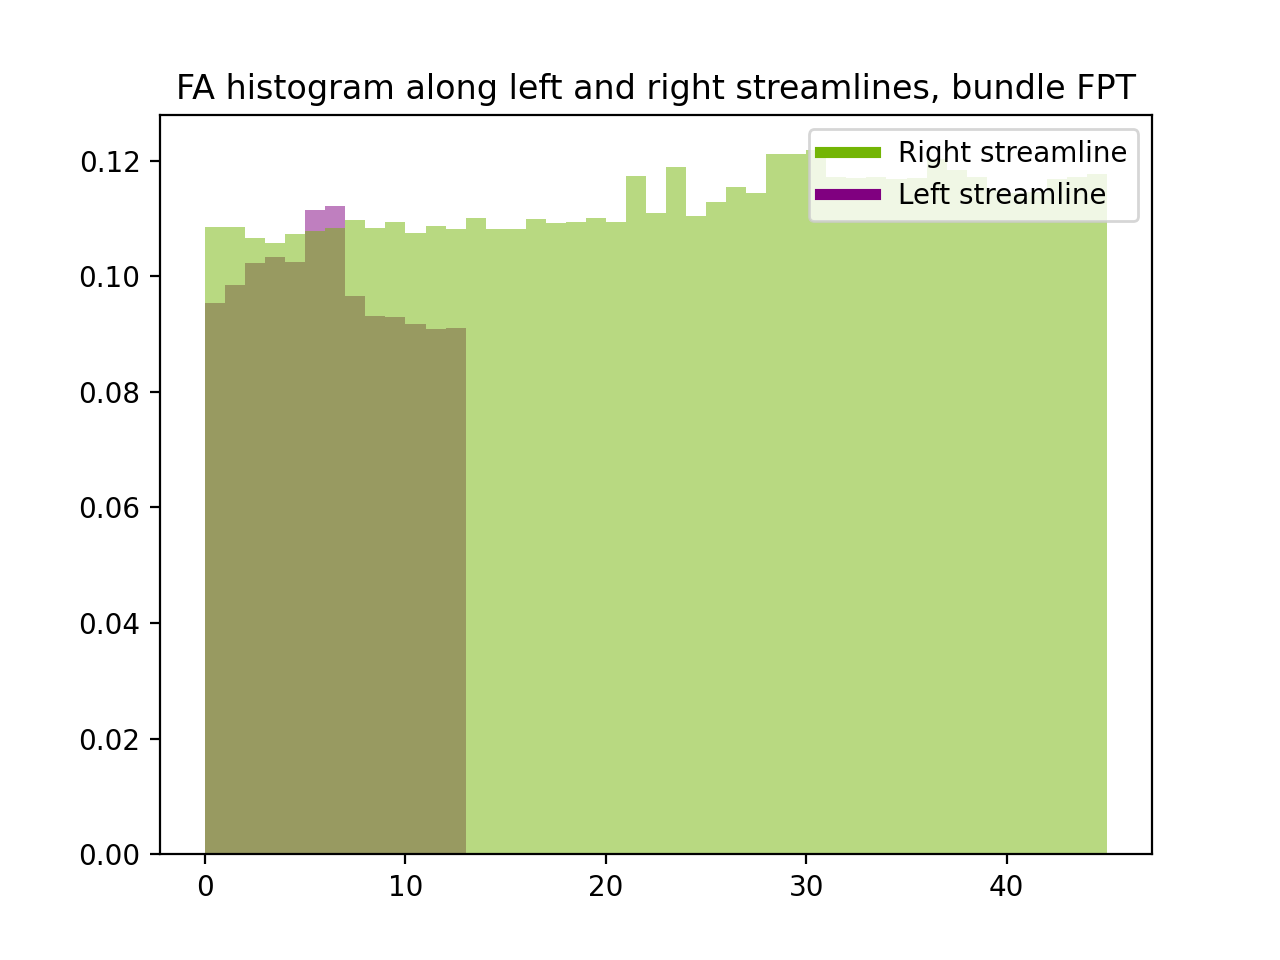 FA histogram along left and right streamlines, bundle FPT
Right streamline
Left streamline
0.12
0.10
0.08
0.06
0.04
0.02
0.00
0 10 20 30 40